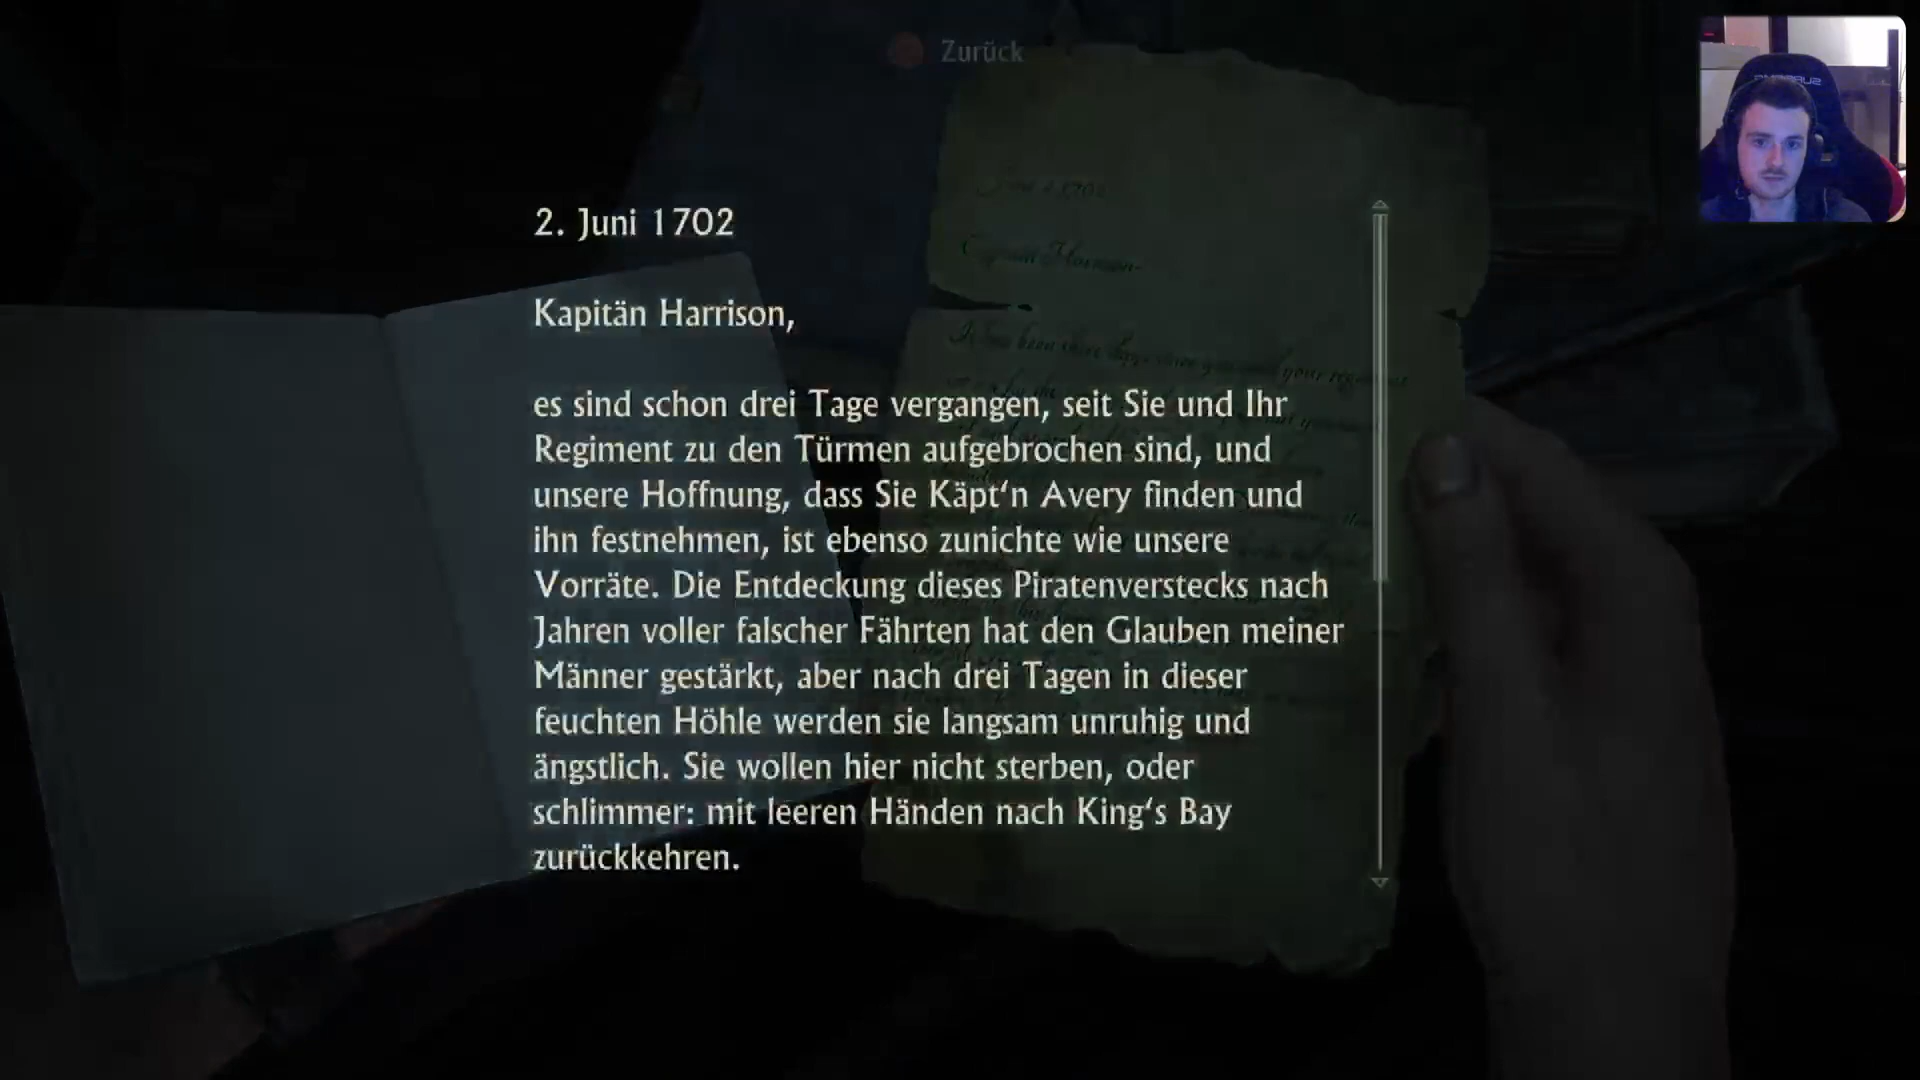 Zurück
2. Juni 1702
Kapitän Harrison,
es sind schon drei Tage vergangen, seit Sie und Ihr
Regiment zu den Türmen aufgebrochen sind, und
unsere Hoffnung, dass Sie Käpt‘n Avery finden und
ihn festnehmen, ist ebenso zunichte wie unsere
Vorräte. Die Entdeckung dieses Piratenverstecks nach
Jahren voller falscher Fährten hat den Glauben meiner
Männer gestärkt, aber nach drei Tagen in dieser
feuchten Höhle werden sie langsam unruhig und
ängstlich. Sie wollen hier nicht sterben, oder
schlimmer: mit leeren Händen nach King‘s Bay
zurückkehren.